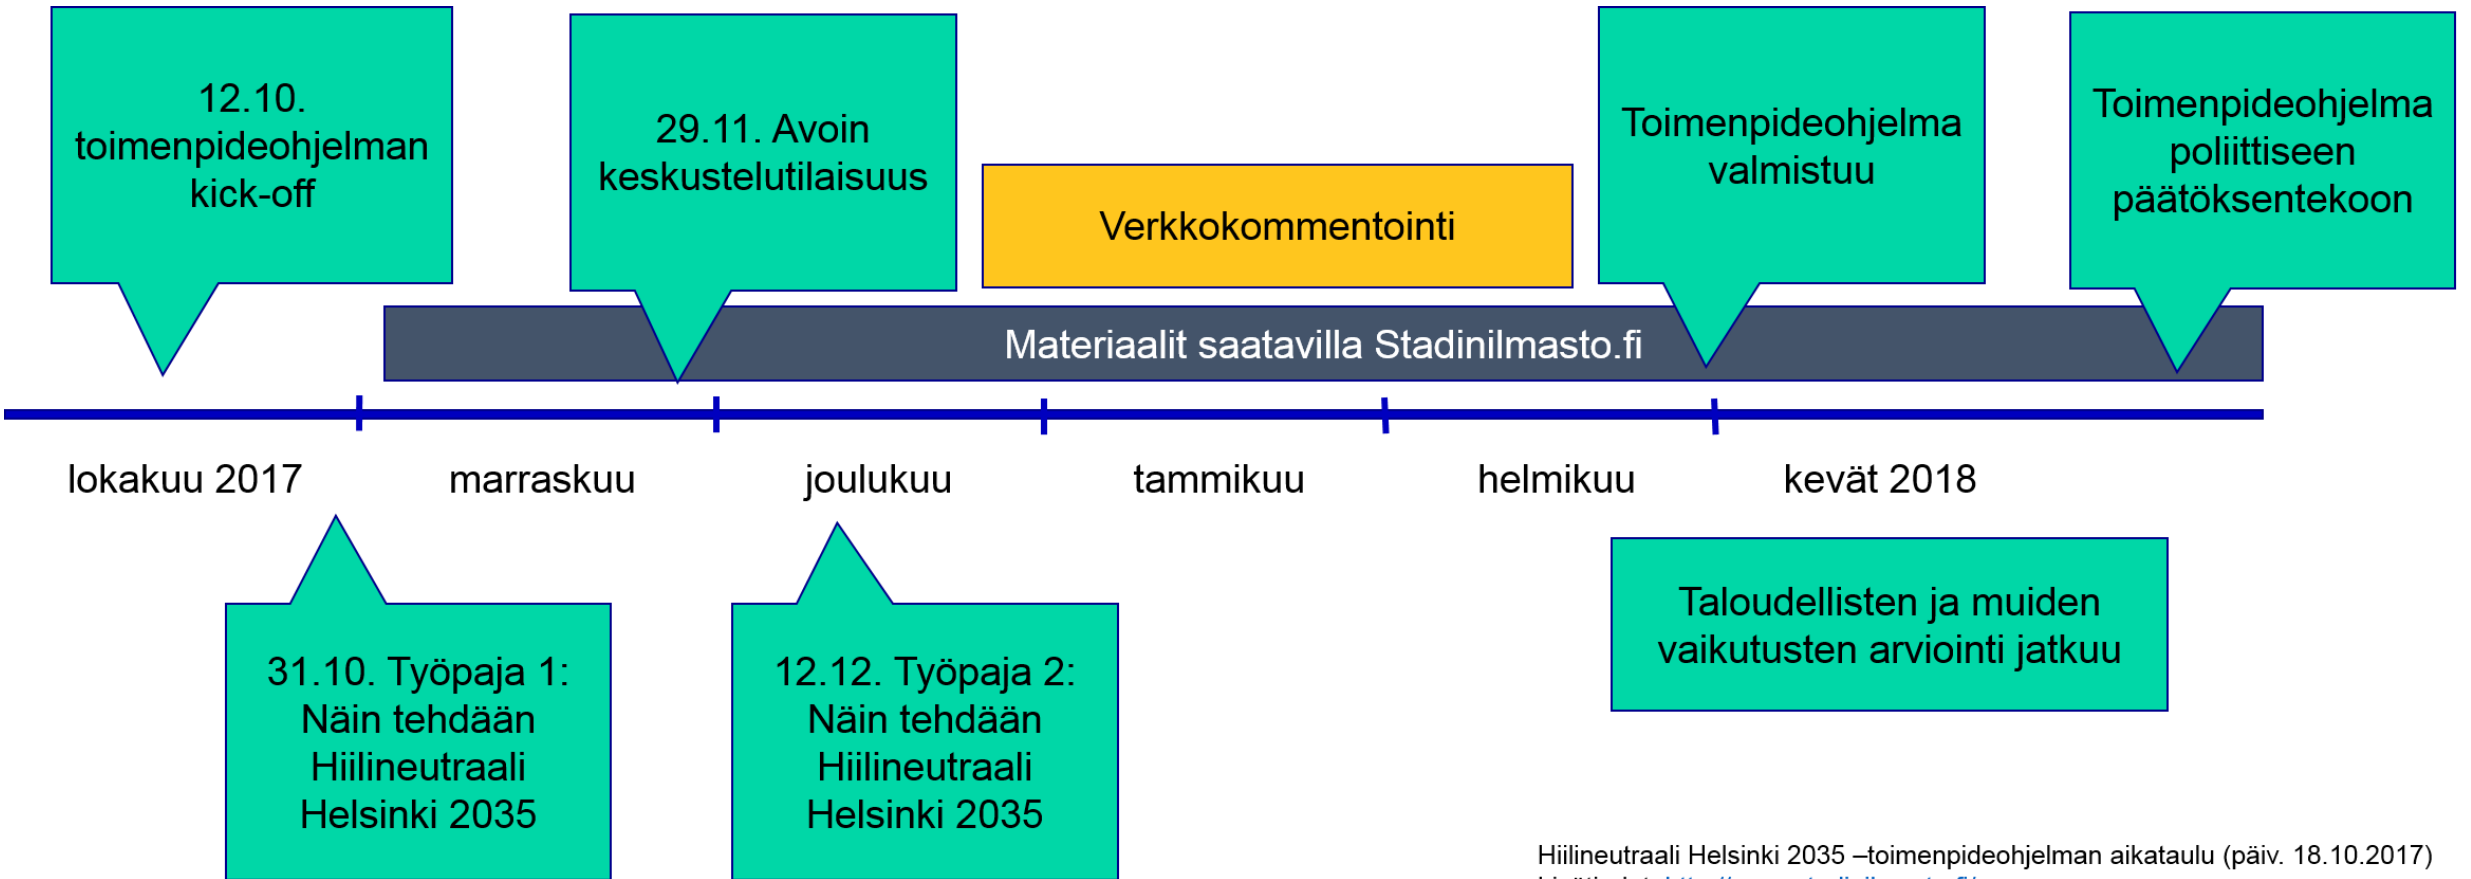 12.10.
toimenpideohjelman
kick-off
29.11. Avoin
keskustelutilaisuus
Verkkokommentointi
Toimenpideohjelma
valmistuu
Toimenpideohjelma
poliittiseen
päätöksentekoon
Materiaalit saatavilla Stadinilmasto.fi
lokakuu 2017
marraskuu
joulukuu
tammikuu
helmikuu
kevät 2018
31.10. Työpaja 1:
Näin tehdään
Hiilineutraali
Helsinki 2035
12.12. Työpaja 2:
Näin tehdään
Hiilineutraali
Helsinki 2035
Taloudellisten ja muiden
vaikutusten arviointi jatkuu
Hiilineutraali Helsinki 2035 –toimenpideohjelman aikataulu (päiv. 18.10.2017)